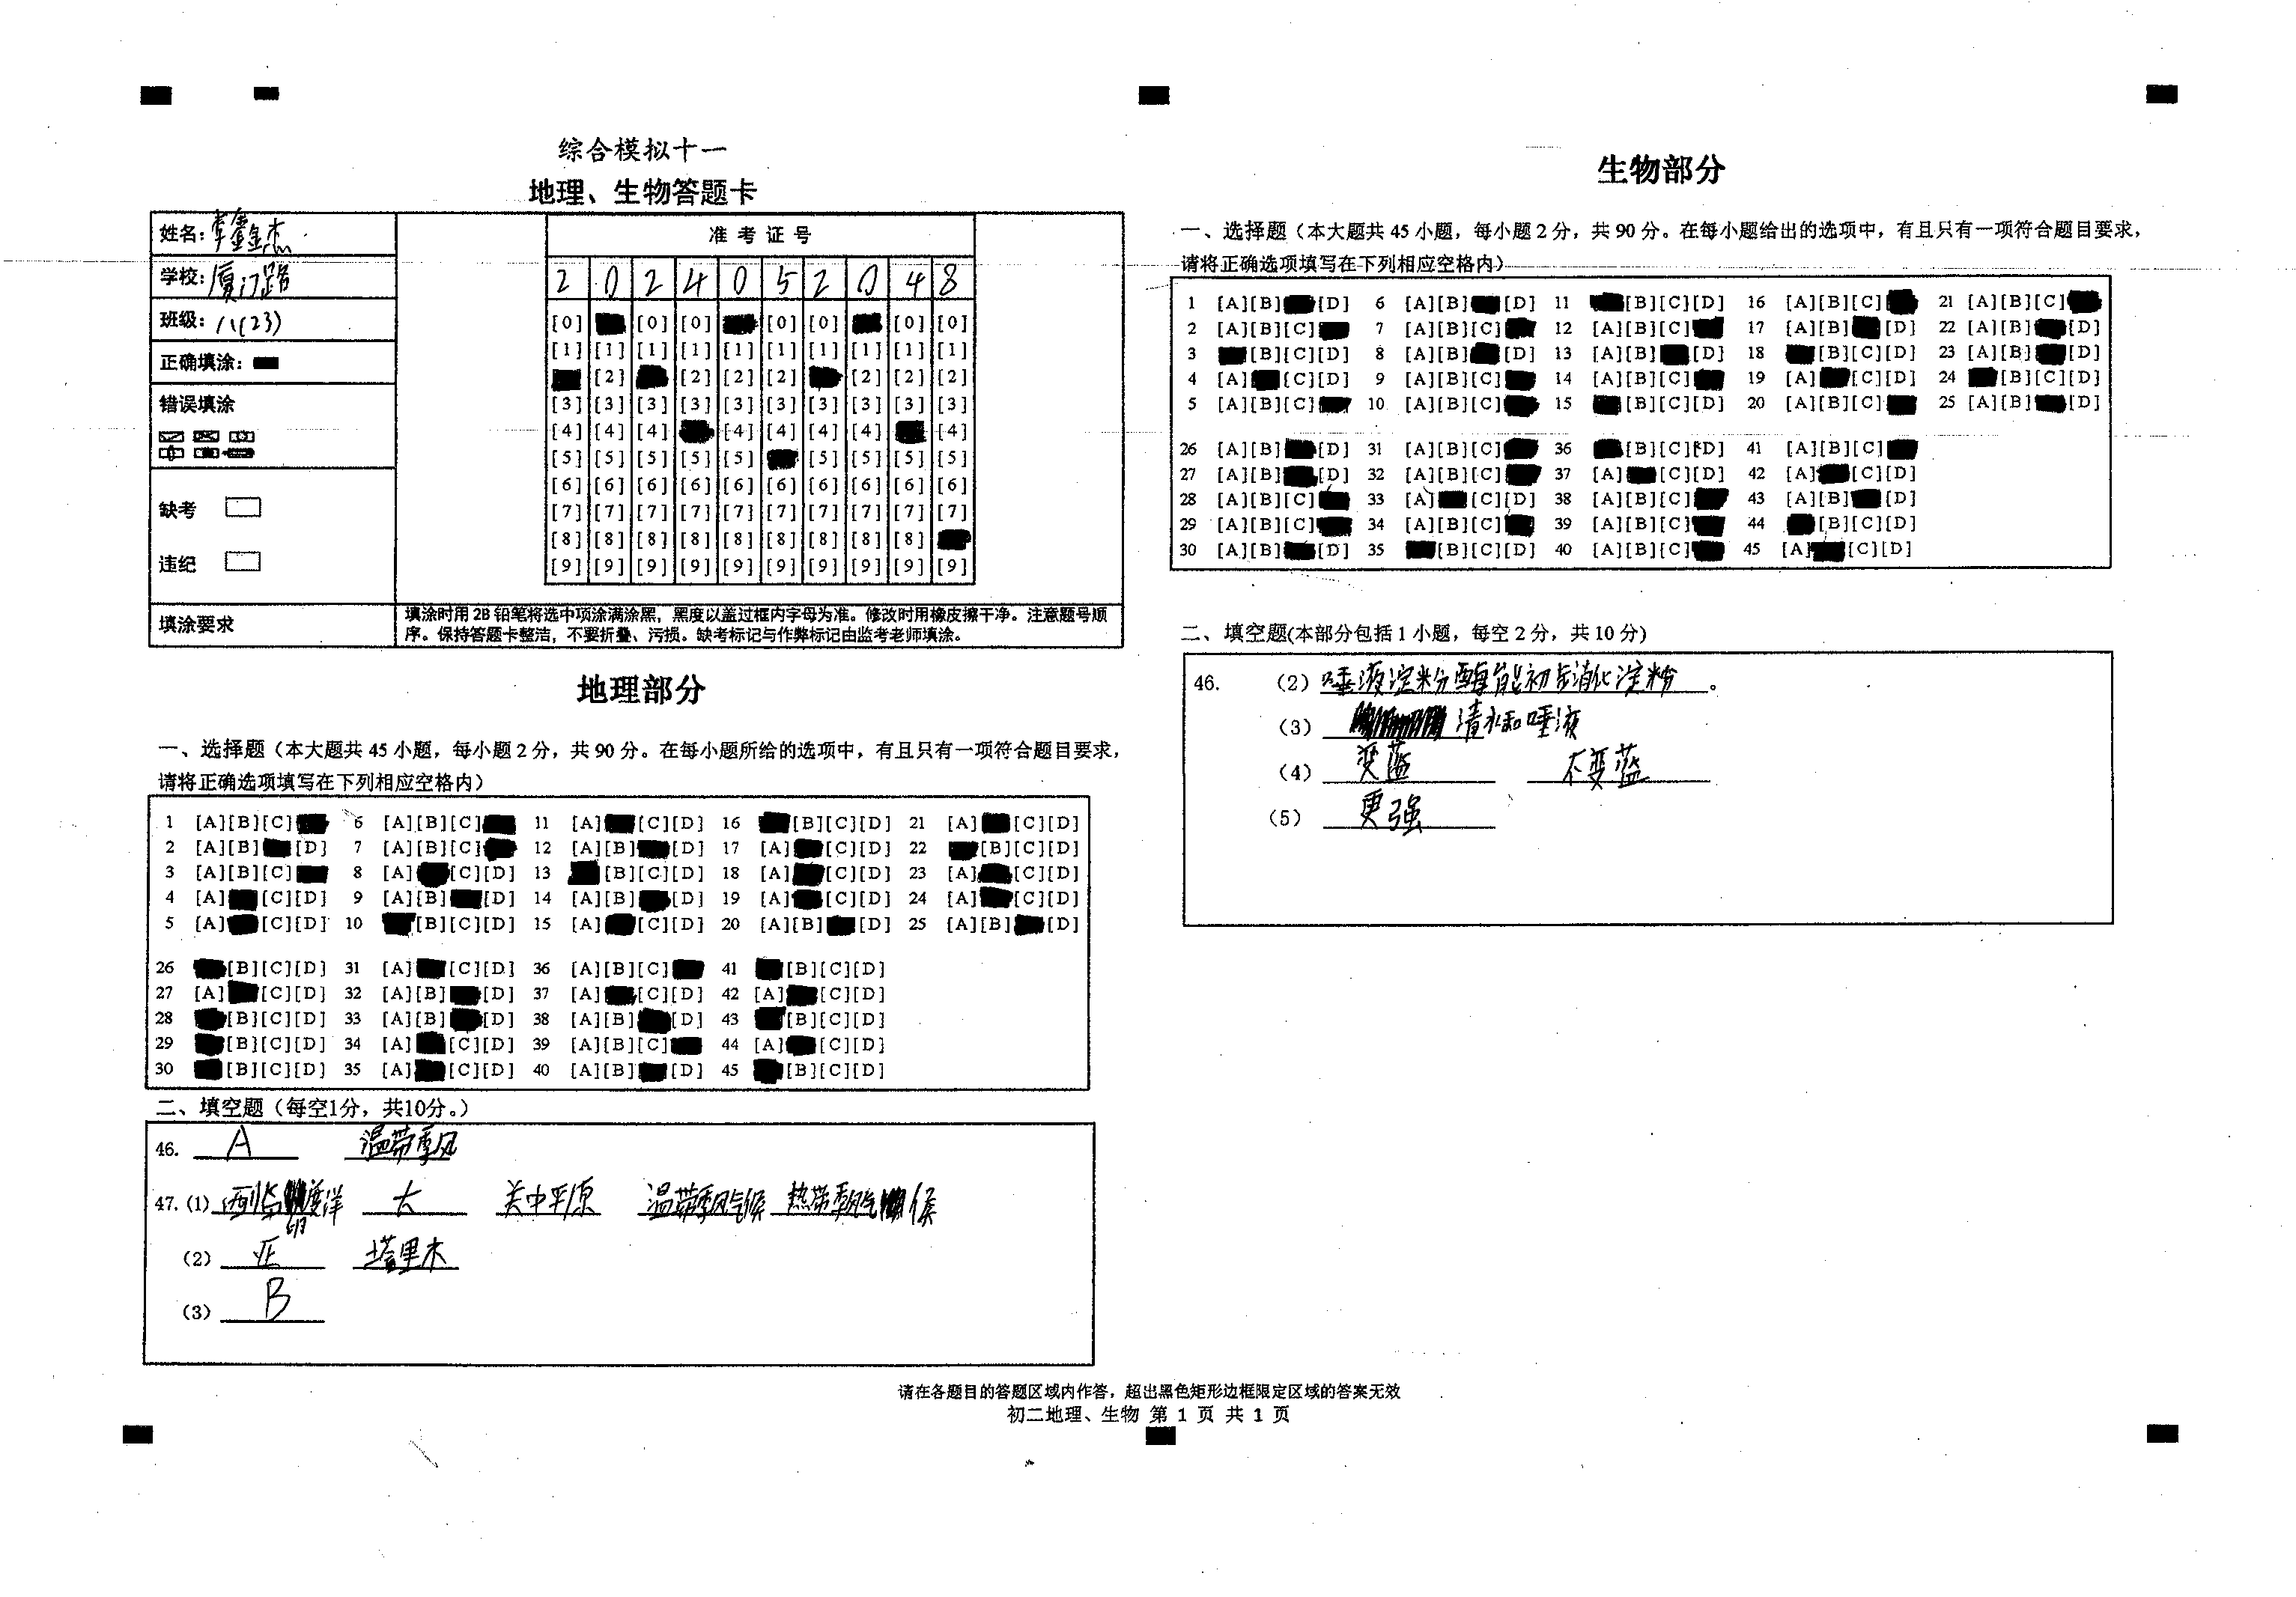 综合模拟十一
地理、生物答题卡
姓名：李鑫杰
学校：厦门路
班级：八(23)
正确填涂：
错误填涂
缺考
违纪
填涂要求
准考证号
2 0 2 4 0 5 2 0 4 8
[0] [0] [0] [0] [0] [0]
[1] [1] [1] [1] [1] [1] [1] [1] [1] [1]
[2] [2] [2] [2] [2] [2] [2]
[3] [3] [3] [3] [3] [3] [3] [3] [3] [3]
[4] [4] [4] [4] [4] [4] [4] [4]
[5] [5] [5] [5] [5] [5] [5] [5] [5]
[6] [6] [6] [6] [6] [6] [6] [6] [6] [6]
[7] [7] [7] [7] [7] [7] [7] [7] [7] [7]
[8] [8] [8] [8] [8] [8] [8] [8] [8]
[9] [9] [9] [9] [9] [9] [9] [9] [9] [9]
填涂时用 2B 铅笔将选中项涂满涂黑，黑度以盖过框内字母为准。修改时用橡皮擦干净。注意题号顺
序。保持答题卡整洁，不要折叠、污损。缺考标记与作弊标记由监考老师填涂。
地理部分
一、选择题（本大题共 45 小题，每小题 2 分，共 90 分。在每小题所给的选项中，有且只有一项符合题目要求，
请将正确选项填写在下列相应空格内）
1 [A][B][C] 6 [A][B][C] 11 [A] [C][D] 16 [B][C][D] 21 [A] [C][D]
2 [A][B] [D] 7 [A][B][C] 12 [A][B] [D] 17 [A] [C][D] 22 [B][C][D]
3 [A][B][C] 8 [A] [C][D] 13 [B][C][D] 18 [A] [C][D] 23 [A] [C][D]
4 [A] [C][D] 9 [A][B] [D] 14 [A][B] [D] 19 [A] [C][D] 24 [A] [C][D]
5 [A] [C][D] 10 [B][C][D] 15 [A] [C][D] 20 [A][B] [D] 25 [A][B] [D]
26 [B][C][D] 31 [A] [C][D] 36 [A][B][C] 41 [B][C][D]
27 [A] [C][D] 32 [A][B] [D] 37 [A] [C][D] 42 [A] [C][D]
28 [B][C][D] 33 [A][B] [D] 38 [A][B] [D] 43 [B][C][D]
29 [B][C][D] 34 [A] [C][D] 39 [A][B][C] 44 [A] [C][D]
30 [B][C][D] 35 [A] [C][D] 40 [A][B] [D] 45 [B][C][D]
二、填空题（每空1分，共10分。）
46. A 温带季风
47. (1) 西临印度洋 大 关中平原 温带季风气候 热带季风气候
（2） 正 塔里木
（3） B
生物部分
一、选择题（本大题共 45 小题，每小题 2 分，共 90 分。在每小题给出的选项中，有且只有一项符合题目要求，
请将正确选项填写在下列相应空格内）
1 [A][B] [D] 6 [A][B] [D] 11 [B][C][D] 16 [A][B][C] 21 [A][B][C]
2 [A][B][C] 7 [A][B][C] 12 [A][B][C] 17 [A][B] [D] 22 [A][B] [D]
3 [B][C][D] 8 [A][B] [D] 13 [A][B] [D] 18 [B][C][D] 23 [A][B] [D]
4 [A] [C][D] 9 [A][B][C] 14 [A][B][C] 19 [A] [C][D] 24 [B][C][D]
5 [A][B][C] 10 [A][B][C] 15 [B][C][D] 20 [A][B][C] 25 [A][B] [D]
26 [A][B] [D] 31 [A][B][C] 36 [B][C][D] 41 [A][B][C]
27 [A][B] [D] 32 [A][B][C] 37 [A] [C][D] 42 [A] [C][D]
28 [A][B][C] 33 [A] [C][D] 38 [A][B][C] 43 [A][B] [D]
29 [A][B][C] 34 [A][B][C] 39 [A][B][C] 44 [B][C][D]
30 [A][B] [D] 35 [B][C][D] 40 [A][B][C] 45 [A] [C][D]
二、填空题(本部分包括 1 小题，每空 2 分，共 10 分)
46. （2）唾液淀粉酶能初步消化淀粉。
（3） 清水和唾液
（4） 变蓝 不变蓝
（5） 更强
请在各题目的答题区域内作答，超出黑色矩形边框限定区域的答案无效
初二地理、生物 第 1 页 共 1 页